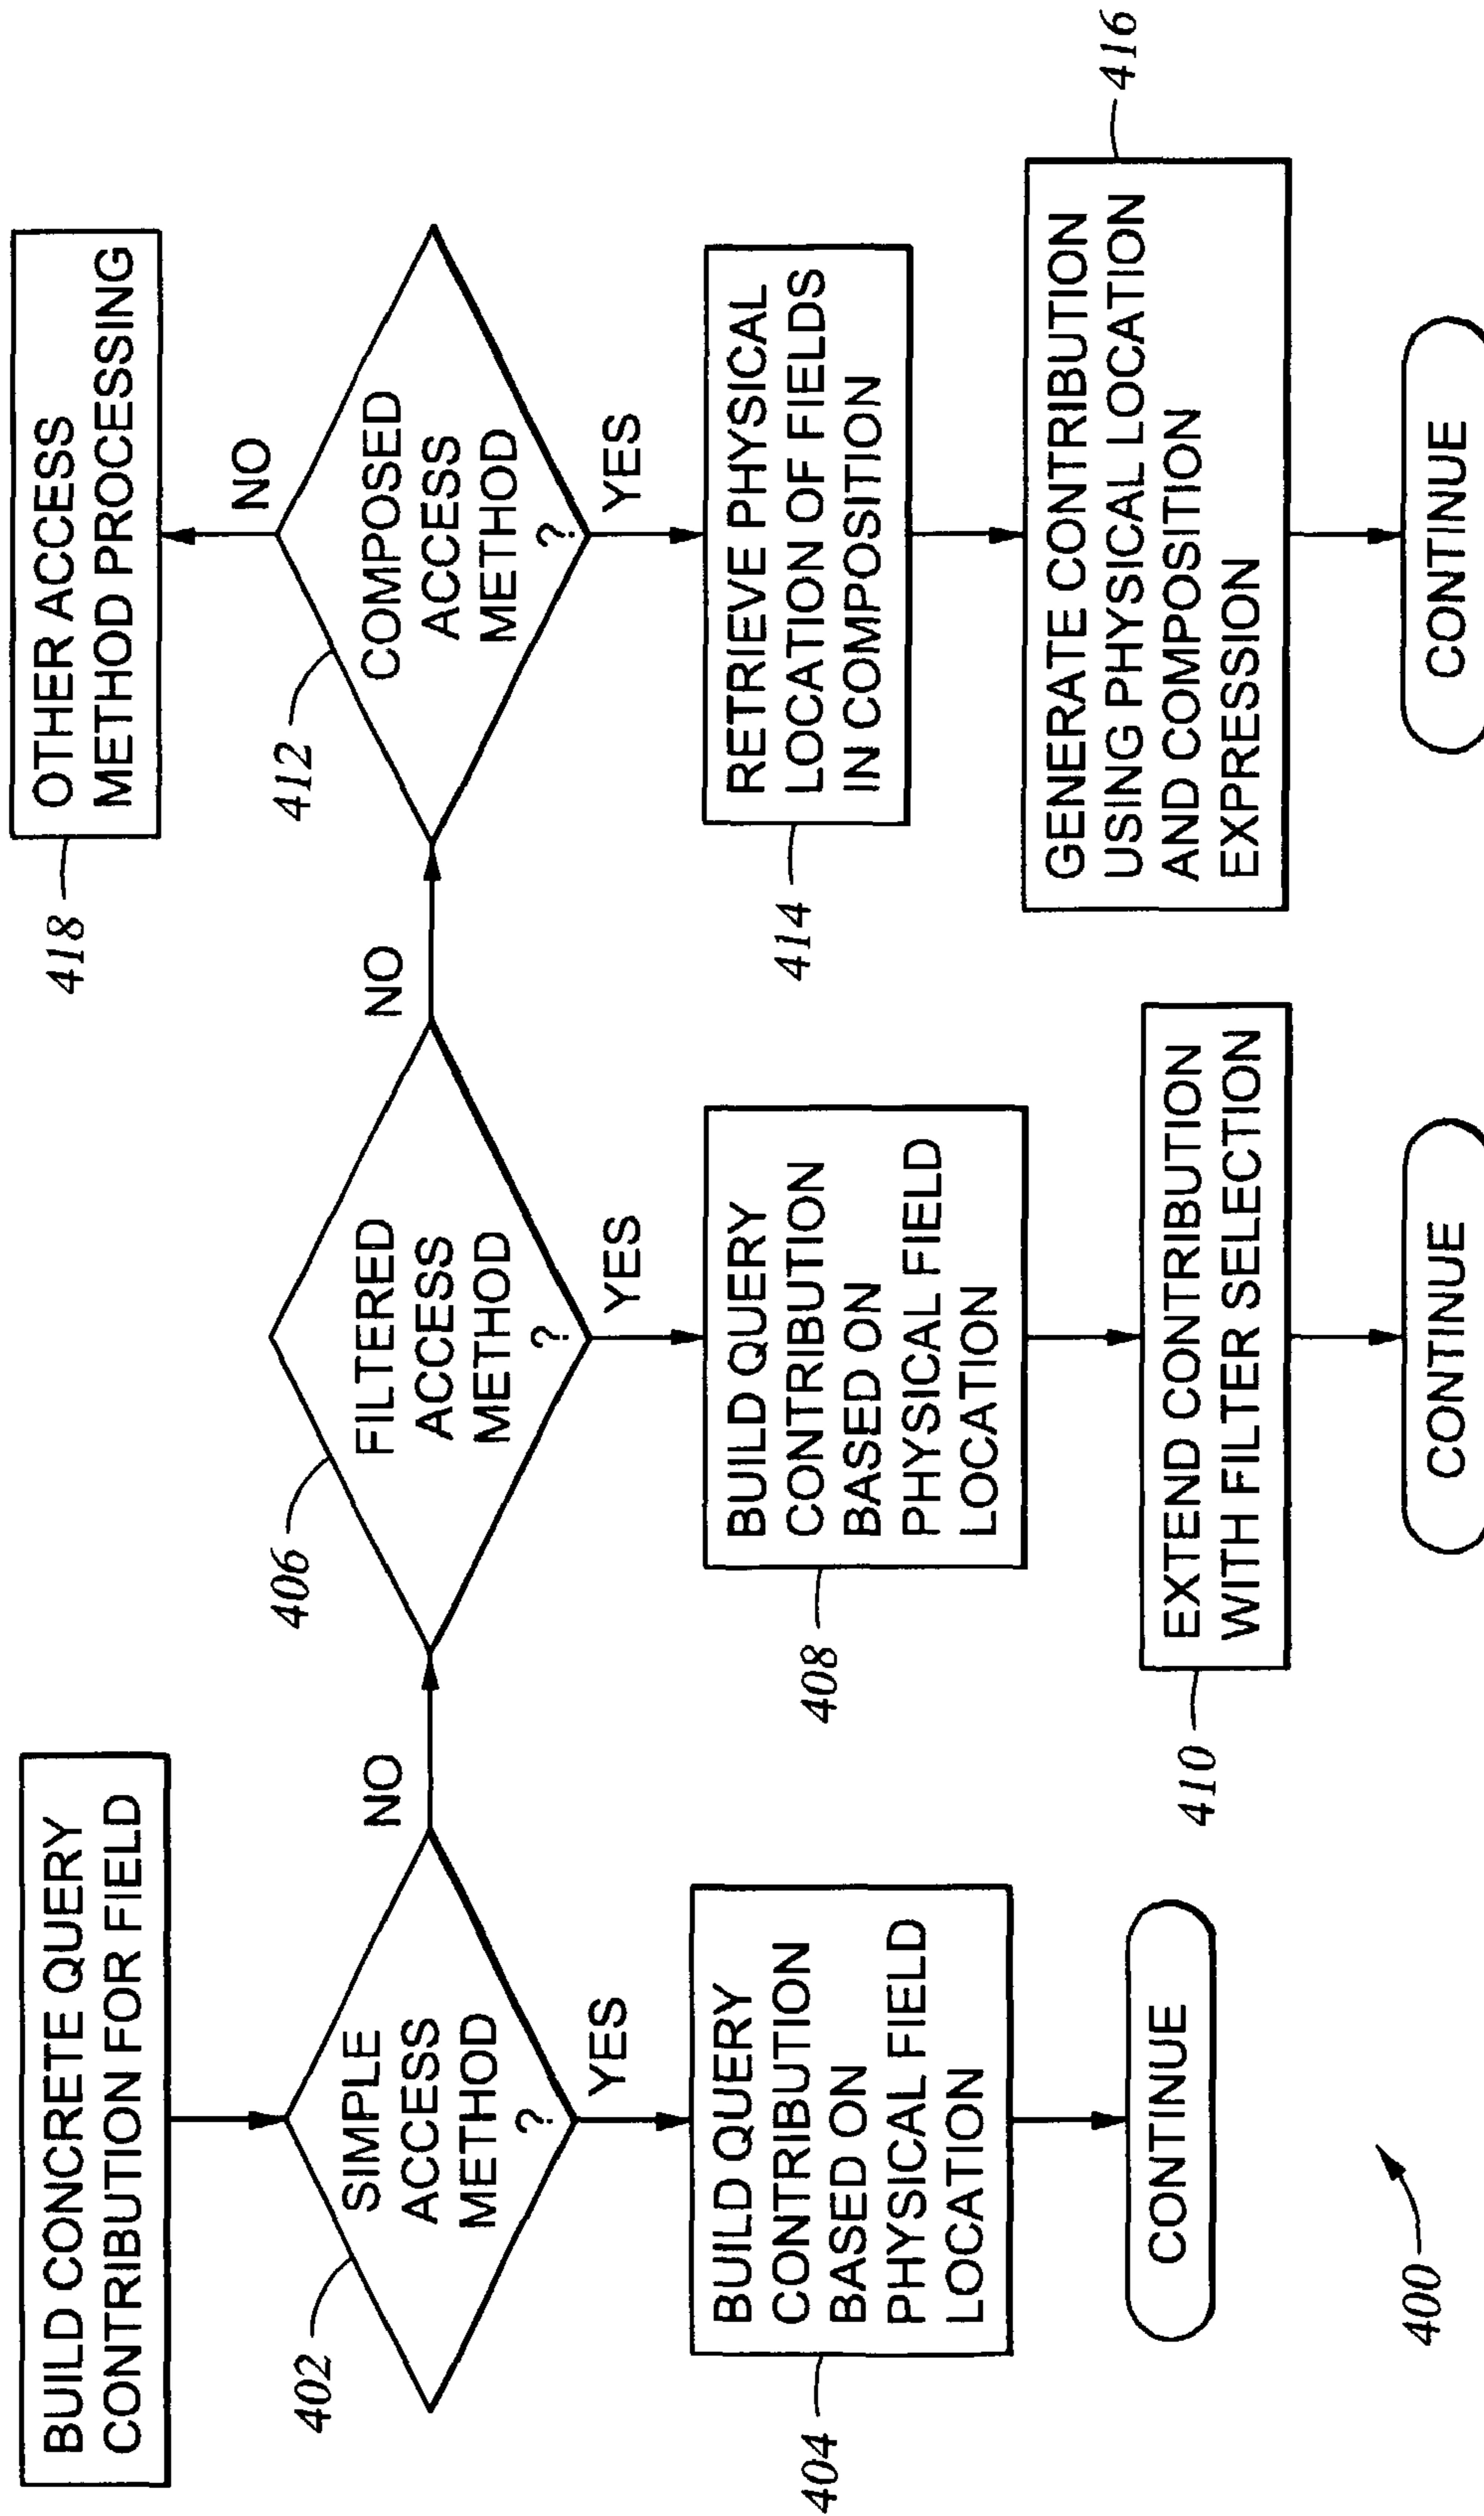 BUILD CONCRETE QUERY
CONTRIBUTION FOR FIELD
402
SIMPLE
ACCESS
METHOD
?
NO
YES
404
BUILD QUERY
CONTRIBUTION
BASED ON
PHYSICAL FIELD
LOCATION
CONTINUE
400
406
FILTERED
ACCESS
METHOD
?
NO
YES
408
BUILD QUERY
CONTRIBUTION
BASED ON
PHYSICAL FIELD
LOCATION
410
EXTEND CONTRIBUTION
WITH FILTER SELECTION
CONTINUE
418
OTHER ACCESS
METHOD PROCESSING
NO
412
COMPOSED
ACCESS
METHOD
?
YES
414
RETRIEVE PHYSICAL
LOCATION OF FIELDS
IN COMPOSITION
416
GENERATE CONTRIBUTION
USING PHYSICAL LOCATION
AND COMPOSITION
EXPRESSION
CONTINUE